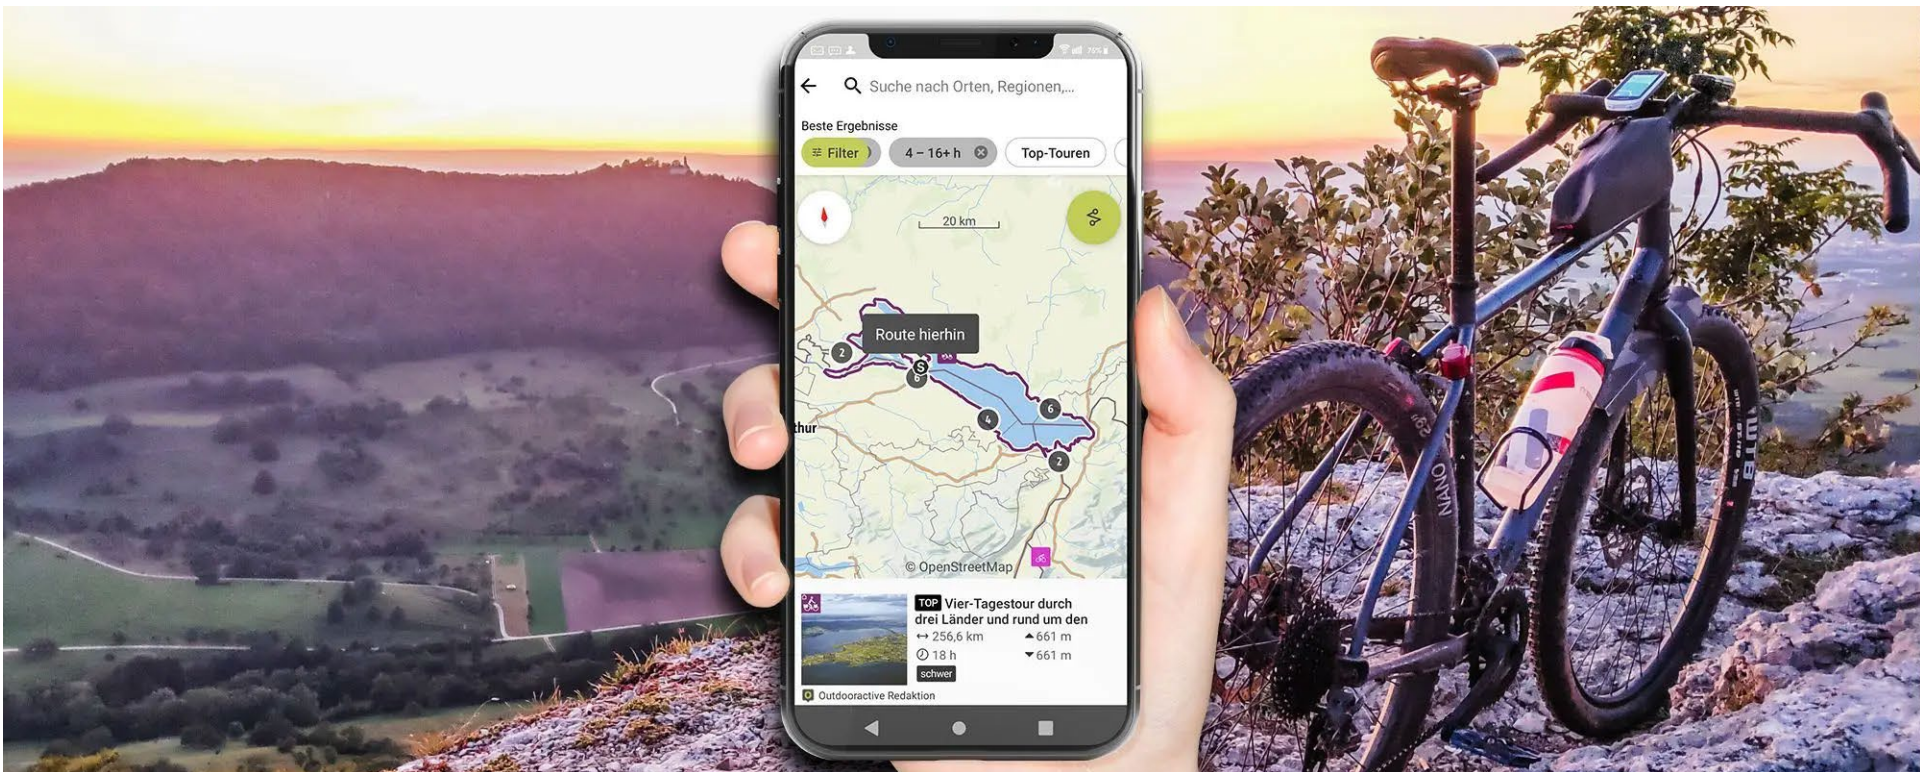 75%
Suche nach Orten, Regionen,...
Beste Ergebnisse
Filter
4 – 16+ h
Top-Touren
20 km
Route hierhin
2
S
6
4
6
2
thur
© OpenStreetMap
TOP Vier-Tagestour durch
drei Länder und rund um den
256,6 km
661 m
18 h
661 m
schwer
Outdooractive Redaktion
NANO
WTB